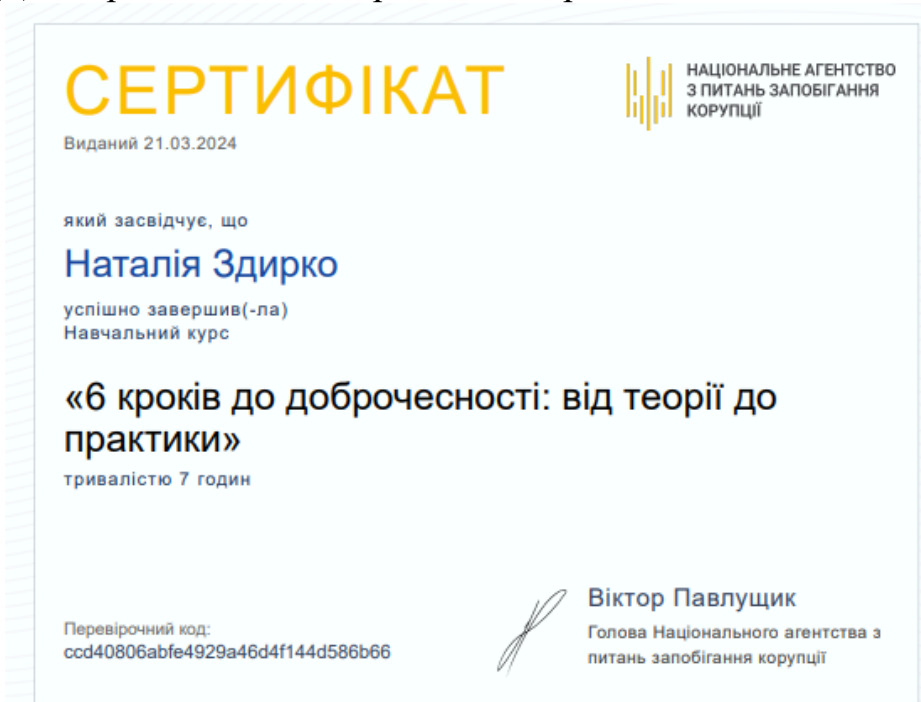 СЕРТИФІКАТ
НАЦІОНАЛЬНЕ АГЕНТСТВО
З ПИТАНЬ ЗАПОБІГАННЯ
КОРУПЦІЇ
Виданий 21.03.2024
який засвідчує, що
Наталія Здирко
успішно завершив(-ла)
Навчальний курс
«6 кроків до доброчесності: від теорії до
практики»
тривалістю 7 годин
Перевірочний код:
ccd40806abfe4929a46d4f144d586b66
Віктор Павлущик
Голова Національного агентства з
питань запобігання корупції